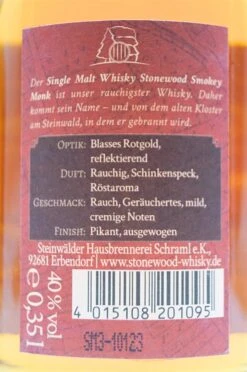 Der Single Malt Whisky Stonewood Smokey
Monk ist unser rauchigster Whisky. Daher
kommt sein Name – und von dem alten Kloster
am Steinwald, in dem er gebrannt wird.
OPTIK: Blasses Rotgold,
reflektierend
DUFT: Rauchig, Schinkenspeck,
Röstaroma
GESCHMACK: Rauch, Geräuchertes, mild,
cremige Noten
FINISH: Pikant, ausgewogen
Steinwälder Hausbrennerei Schraml e.K.,
92681 Erbendorf | www.stonewood-whisky.de
40 % vol
℮ 0,35 l
4 015108 201095
SM3-10123